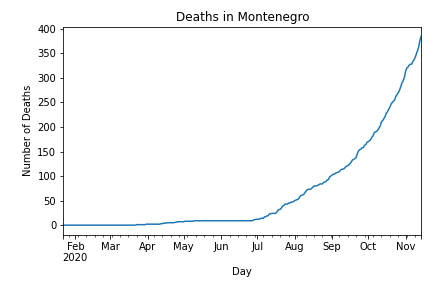 Deaths in Montenegro
Number of Deaths
400
350
300
250
200
150
100
50
0
Feb Mar Apr May Jun Jul Aug Sep Oct Nov
2020
Day